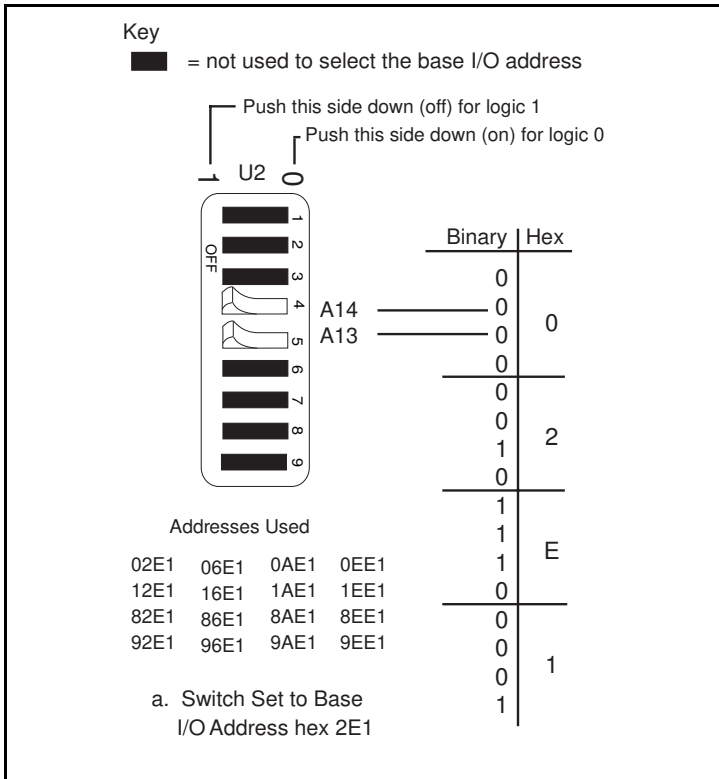 Key
= not used to select the base I/O address
Push this side down (off) for logic 1
Push this side down (on) for logic 0
1 U2 0
OFF
1
2
3
4
5
6
7
8
9
A14
A13
Binary Hex
0
0
0
0
0
0
0
1
0
2
1
1
1
0
E
0
0
0
1
1
Addresses Used
02E1 06E1 0AE1 0EE1
12E1 16E1 1AE1 1EE1
82E1 86E1 8AE1 8EE1
92E1 96E1 9AE1 9EE1
a. Switch Set to Base
I/O Address hex 2E1